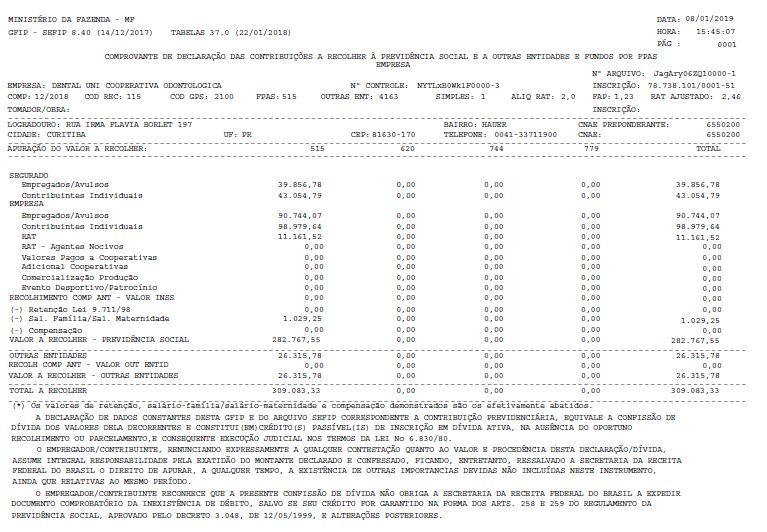 MINISTÉRIO DA FAZENDA - MF DATA: 08/01/2019
GFIP - SEFIP 8.40 (14/12/2017) TABELAS 37.0 (22/01/2018) HORA: 15:45:07
PÁG : 0001
COMPROVANTE DE DECLARAÇÃO DAS CONTRIBUIÇÕES A RECOLHER À PREVIDÊNCIA SOCIAL E A OUTRAS ENTIDADES E FUNDOS POR FPAS
EMPRESA
N° ARQUIVO: JagAry06ZQ10000-1
EMPRESA: DENTAL UNI COOPERATIVA ODONTOLOGICA N° CONTROLE: NYTLxB0Wk1F0000-3 INSCRIÇÃO: 78.738.101/0001-51
COMP: 12/2018 COD REC: 115 COD GPS: 2100 FPAS: 515 OUTRAS ENT: 4163 SIMPLES: 1 ALIQ RAT: 2,0 FAP: 1,23 RAT AJUSTADO: 2,46
TOMADOR/OBRA: INSCRIÇÃO:
LOGRADOURO: RUA IRMA FLAVIA BORLET 197 BAIRRO: HAUER CNAE PREPONDERANTE: 6550200
CIDADE: CURITIBA UF: PR CEP: 81630-170 TELEFONE: 0041-33711900 CNAE: 6550200
APURAÇÃO DO VALOR A RECOLHER: 515 620 744 779 TOTAL
SEGURADO
Empregados/Avulsos 39.856,78 0,00 0,00 0,00 39.856,78
Contribuintes Individuais 43.054,79 0,00 0,00 0,00 43.054,79
EMPRESA
Empregados/Avulsos 90.744,07 0,00 0,00 0,00 90.744,07
Contribuintes Individuais 98.979,64 0,00 0,00 0,00 98.979,64
RAT 11.161,52 0,00 0,00 0,00 11.161,52
RAT - Agentes Nocivos 0,00 0,00 0,00 0,00 0,00
Valores Pagos a Cooperativas 0,00 0,00 0,00 0,00 0,00
Adicional Cooperativas 0,00 0,00 0,00 0,00 0,00
Comercialização Produção 0,00 0,00 0,00 0,00 0,00
Evento Desportivo/Patrocínio 0,00 0,00 0,00 0,00 0,00
RECOLHIMENTO COMP ANT - VALOR INSS 0,00 0,00 0,00 0,00 0,00
(-) Retenção Lei 9.711/98 0,00 0,00 0,00 0,00 0,00
(-) Sal. Família/Sal. Maternidade 1.029,25 0,00 0,00 0,00 1.029,25
(-) Compensação 0,00 0,00 0,00 0,00 0,00
VALOR A RECOLHER - PREVIDÊNCIA SOCIAL 282.767,55 0,00 0,00 0,00 282.767,55
OUTRAS ENTIDADES 26.315,78 0,00 0,00 0,00 26.315,78
RECOLH COMP ANT - VALOR OUT ENTID 0,00 0,00 0,00 0,00 0,00
VALOR A RECOLHER - OUTRAS ENTIDADES 26.315,78 0,00 0,00 0,00 26.315,78
TOTAL A RECOLHER 309.083,33 0,00 0,00 0,00 309.083,33
(*) Os valores de retenção, salário-família/salário-maternidade e compensação demonstrados são os efetivamente abatidos.
A DECLARAÇÃO DE DADOS CONSTANTES DESTA GFIP E DO ARQUIVO SEFIP CORRESPONDENTE A CONTRIBUIÇÃO PREVIDENCIÁRIA, EQUIVALE A CONFISSÃO DE
DÍVIDA DOS VALORES DELA DECORRENTES E CONSTITUI(EM)CRÉDITO(S) PASSÍVEL(IS) DE INSCRIÇÃO EM DÍVIDA ATIVA, NA AUSÊNCIA DO OPORTUNO
RECOLHIMENTO OU PARCELAMENTO,E CONSEQUENTE EXECUÇÃO JUDICIAL NOS TERMOS DA LEI No 6.830/80.
O EMPREGADOR/CONTRIBUINTE, RENUNCIANDO EXPRESSAMENTE A QUALQUER CONTESTAÇÃO QUANTO AO VALOR E PROCEDÊNCIA DESTA DECLARAÇÃO/DÍVIDA,
ASSUME INTEGRAL RESPONSABILIDADE PELA EXATIDÃO DO MONTANTE DECLARADO E CONFESSADO, FICANDO, ENTRETANTO, RESSALVADO A SECRETARIA DA RECEITA
FEDERAL DO BRASIL O DIREITO DE APURAR, A QUALQUER TEMPO, A EXISTÊNCIA DE OUTRAS IMPORTANCIAS DEVIDAS NÃO INCLUÍDAS NESTE INSTRUMENTO,
AINDA QUE RELATIVAS AO MESMO PERÍODO.
O EMPREGADOR/CONTRIBUINTE RECONHECE QUE A PRESENTE CONFISSÃO DE DÍVIDA NÃO OBRIGA A SECRETARIA DA RECEITA FEDERAL DO BRASIL A EXPEDIR
DOCUMENTO COMPROBATÓRIO DA INEXISTÊNCIA DE DÉBITO, SALVO SE SEU CRÉDITO FOR GARANTIDO NA FORMA DOS ARTS. 258 E 259 DO REGULAMENTO DA
PREVIDÊNCIA SOCIAL, APROVADO PELO DECRETO 3.048, DE 12/05/1999, E ALTERAÇÕES POSTERIORES.